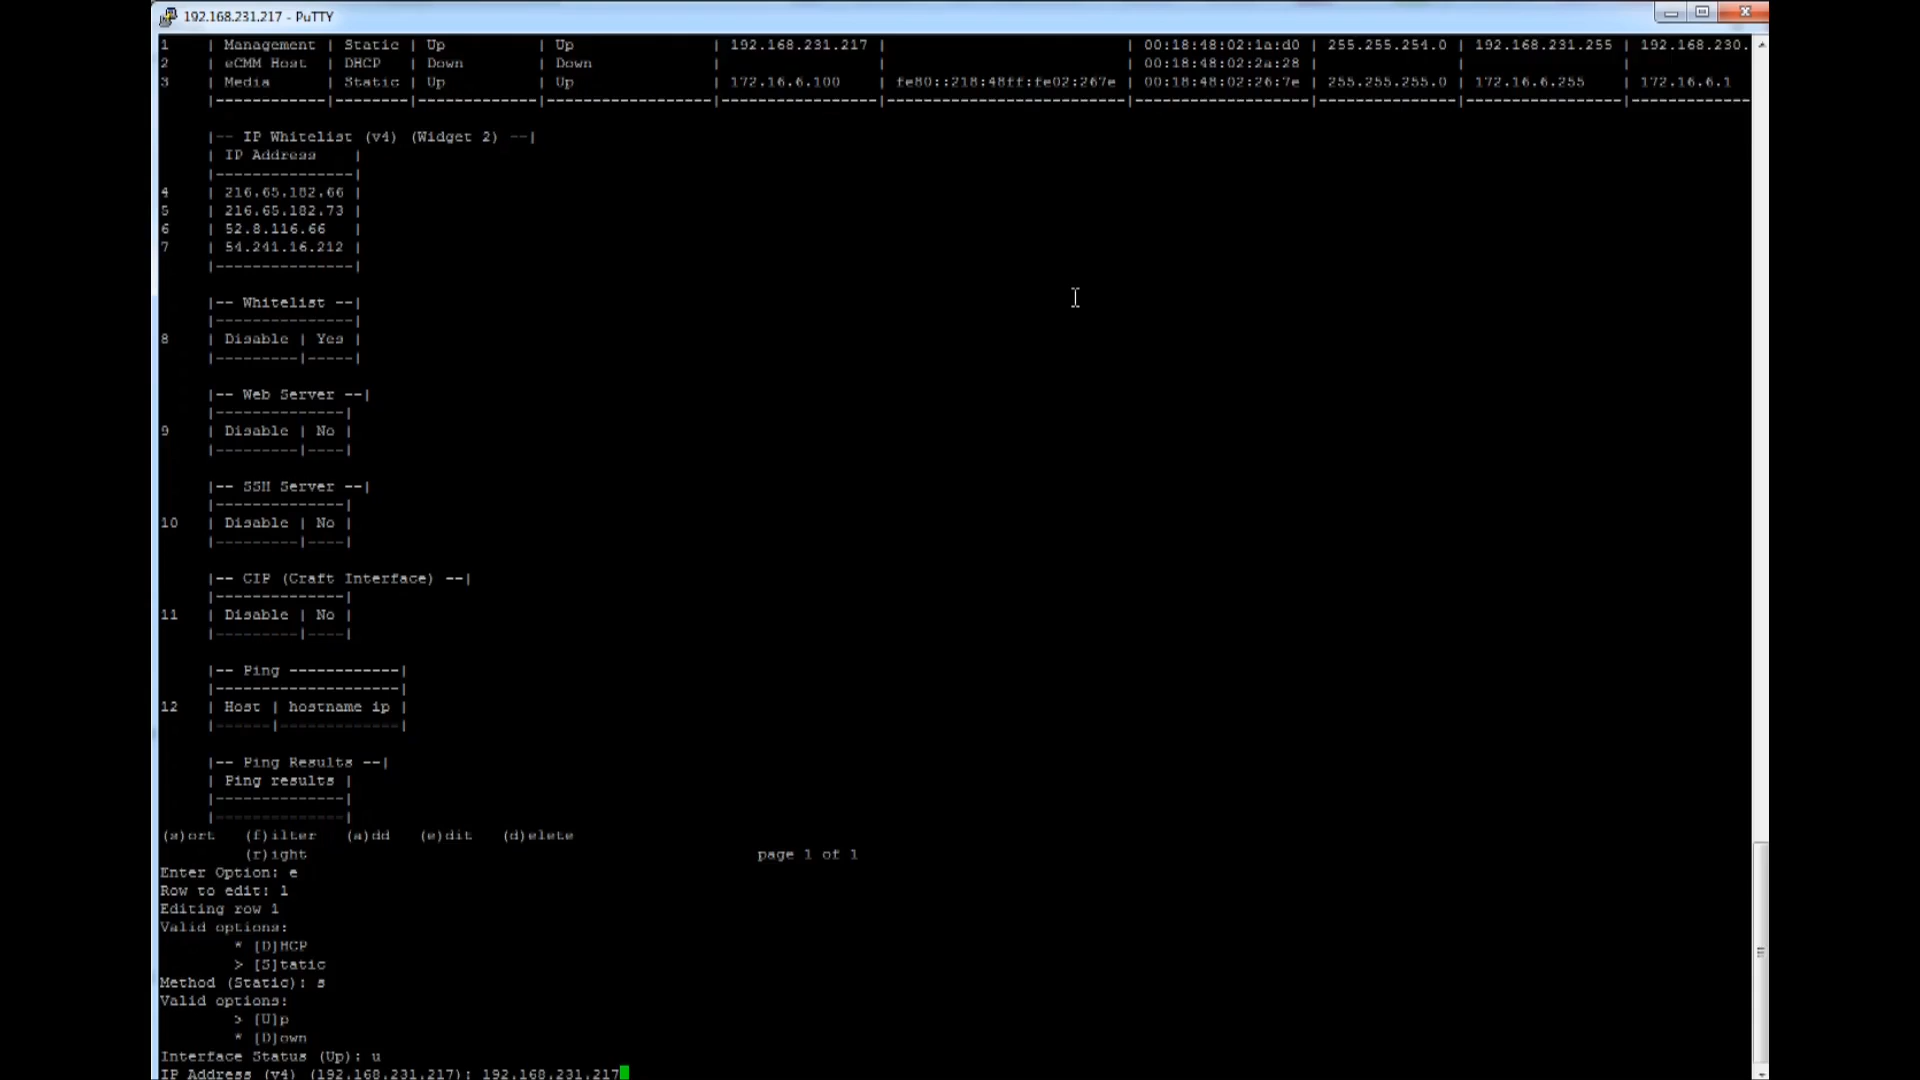 192.168.231.217 - PuTTY
1 | Management | Static | Up | Up | 192.168.231.217 | | 00:18:48:02:1a:d0 | 255.255.254.0 | 192.168.231.255 | 192.168.230.
2 | eCMM Host | DHCP | Down | Down | | | 00:18:48:02:2a:28 | | |
3 | Media | Static | Up | Up | 172.16.6.100 | fe80::218:48ff:fe02:267e | 00:18:48:02:26:7e | 255.255.255.0 | 172.16.6.255 | 172.16.6.1
|------------|--------|-------------|------------------|-----------------|--------------------------|-------------------|---------------|-----------------|-------------
|-- IP Whitelist (v4) (Widget 2) --|
| IP Address |
|---------------|
4 | 216.65.182.66 |
5 | 216.65.182.73 |
6 | 52.8.116.66 |
7 | 54.241.16.212 |
|---------------|
|-- Whitelist --|
|---------------|
8 | Disable | Yes |
|---------|-----|
|-- Web Server --|
|--------------|
9 | Disable | No |
|---------|----|
|-- SSH Server --|
|--------------|
10 | Disable | No |
|---------|----|
|-- CIP (Craft Interface) --|
|--------------|
11 | Disable | No |
|---------|----|
|-- Ping ------------|
|--------------------|
12 | Host | hostname ip |
|------|-------------|
|-- Ping Results --|
| Ping results |
|--------------|
|--------------|
(s)ort (f)ilter (a)dd (e)dit (d)elete
(r)ight page 1 of 1
Enter Option: e
Row to edit: 1
Editing row 1
Valid options:
* [D]HCP
> [S]tatic
Method (Static): s
Valid options:
> [U]p
* [D]own
Interface Status (Up): u
IP Address (v4) (192.168.231.217): 192.168.231.217